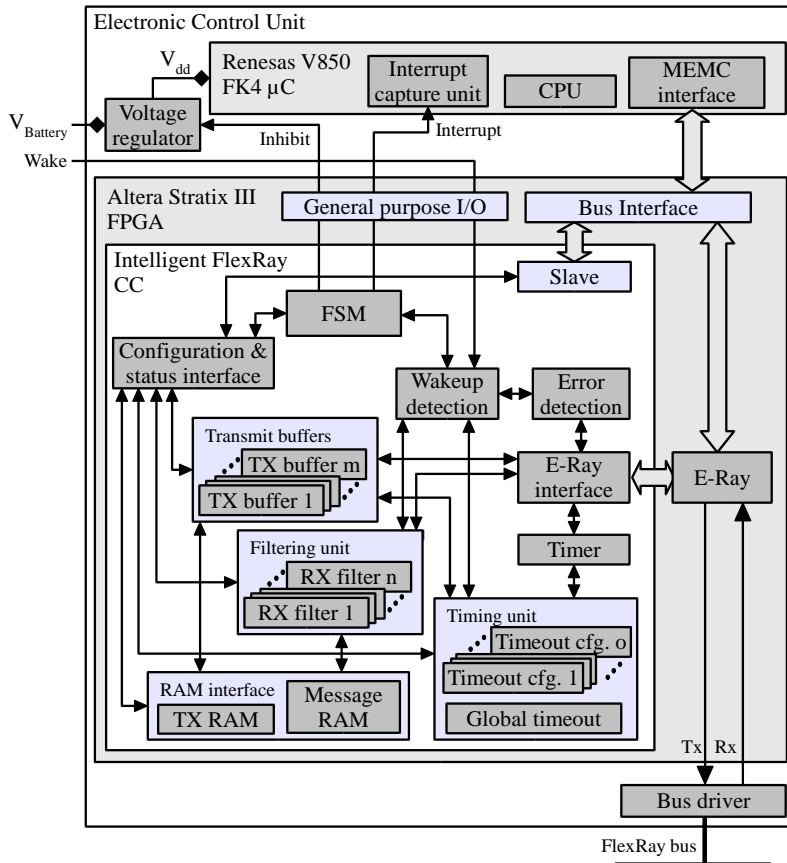 Electronic Control Unit
V_dd
Renesas V850
FK4 µC
Interrupt
capture unit
CPU
MEMC
interface
V_Battery
Voltage
regulator
Inhibit
Interrupt
Wake
Altera Stratix III
FPGA
General purpose I/O
Bus Interface
Intelligent FlexRay
CC
Slave
FSM
Configuration &
status interface
Wakeup
detection
Error
detection
Transmit buffers
TX buffer m
TX buffer 1
E-Ray
interface
E-Ray
Filtering unit
RX filter n
RX filter 1
Timer
Timing unit
Timeout cfg. o
Timeout cfg. 1
Global timeout
RAM interface
TX RAM
Message
RAM
Tx
Rx
Bus driver
FlexRay bus